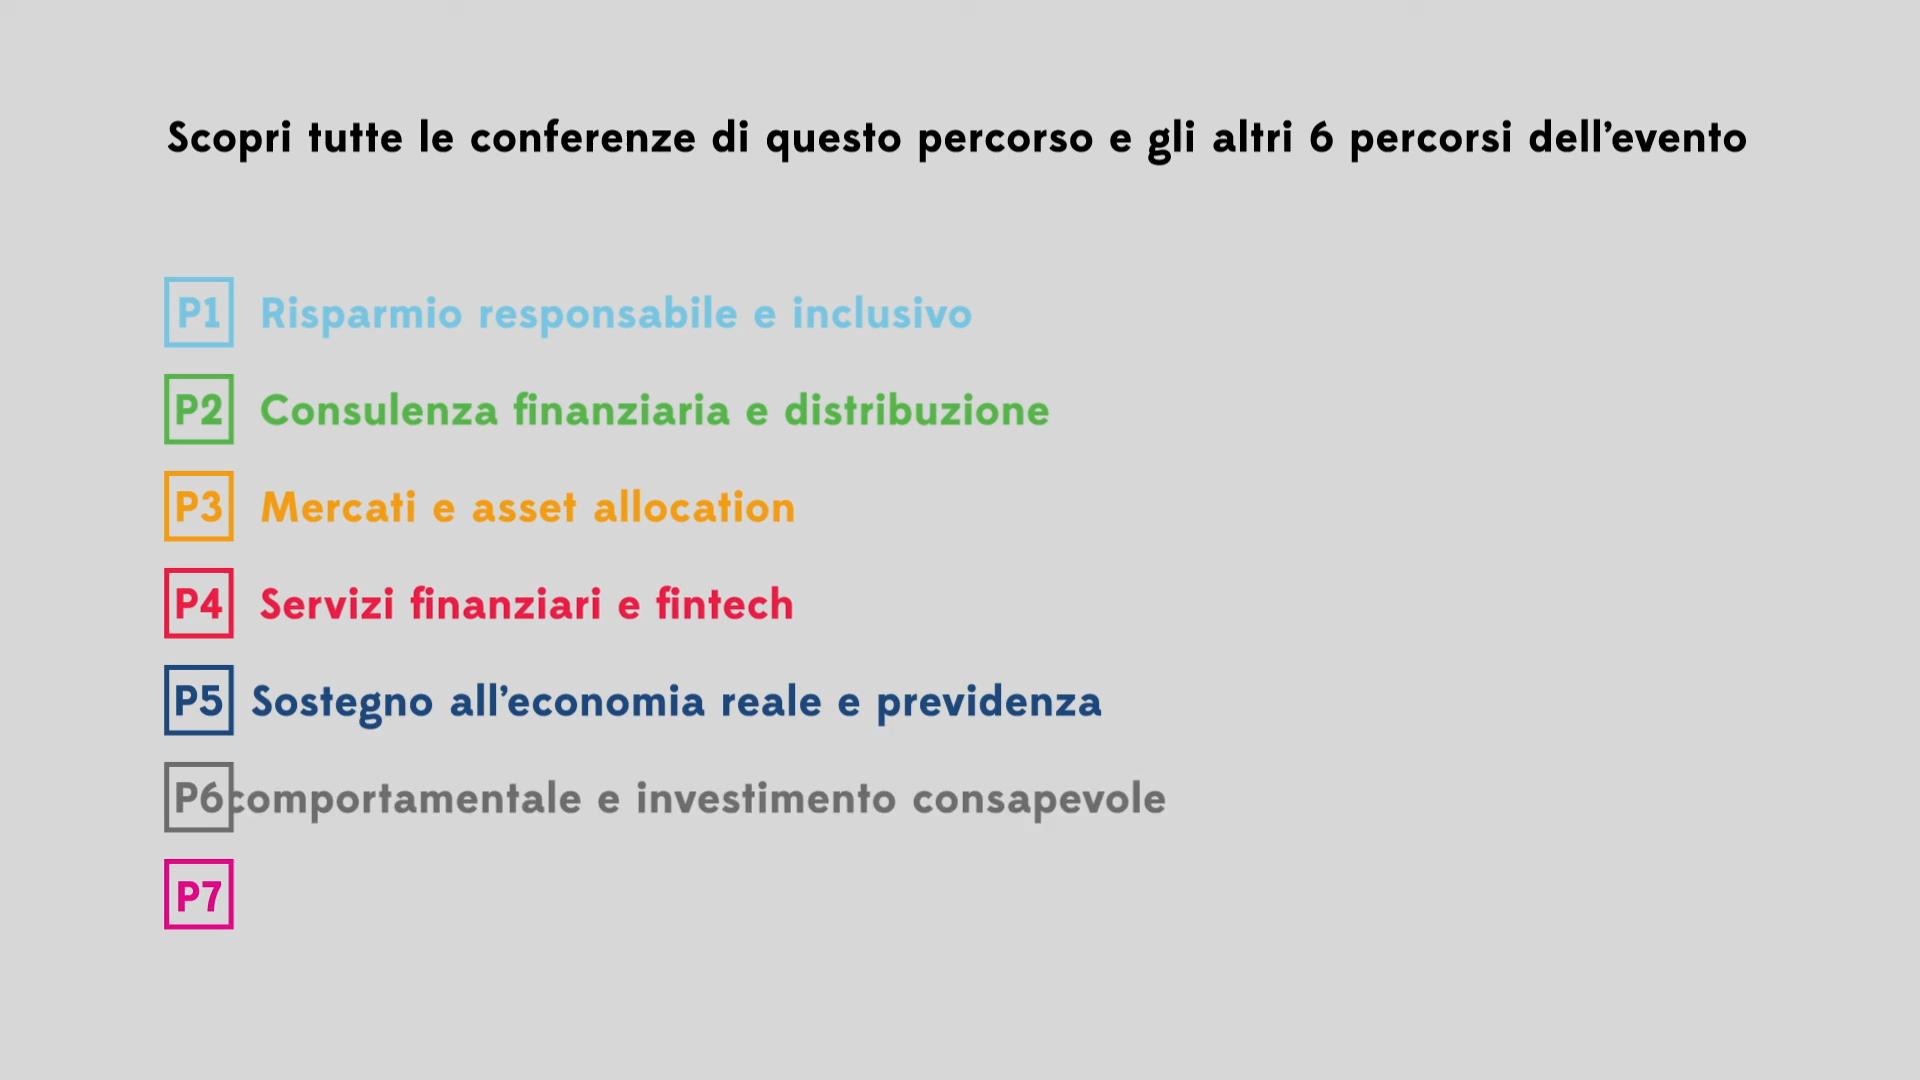 Scopri tutte le conferenze di questo percorso e gli altri 6 percorsi dell’evento
P1 Risparmio responsabile e inclusivo
P2 Consulenza finanziaria e distribuzione
P3 Mercati e asset allocation
P4 Servizi finanziari e fintech
P5 Sostegno all’economia reale e previdenza
P6 comportamentale e investimento consapevole
P7